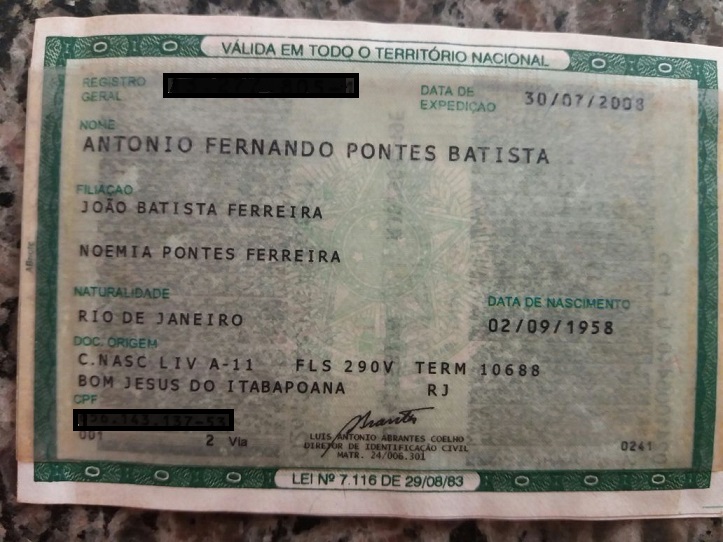 VÁLIDA EM TODO O TERRITÓRIO NACIONAL
REGISTRO GERAL
DATA DE EXPEDIÇÃO 30/07/2008
NOME
ANTONIO FERNANDO PONTES BATISTA
FILIAÇÃO
JOÃO BATISTA FERREIRA
NOEMIA PONTES FERREIRA
NATURALIDADE
RIO DE JANEIRO
DATA DE NASCIMENTO
02/09/1958
DOC. ORIGEM
C.NASC LIV A-11 FLS 290V TERM 10688
BOM JESUS DO ITABAPOANA RJ
CPF
001 2 Via
LUIS ANTONIO ABRANTES COELHO
DIRETOR DE IDENTIFICAÇÃO CIVIL
MATR. 24/006.301
0241
LEI Nº 7.116 DE 29/08/83